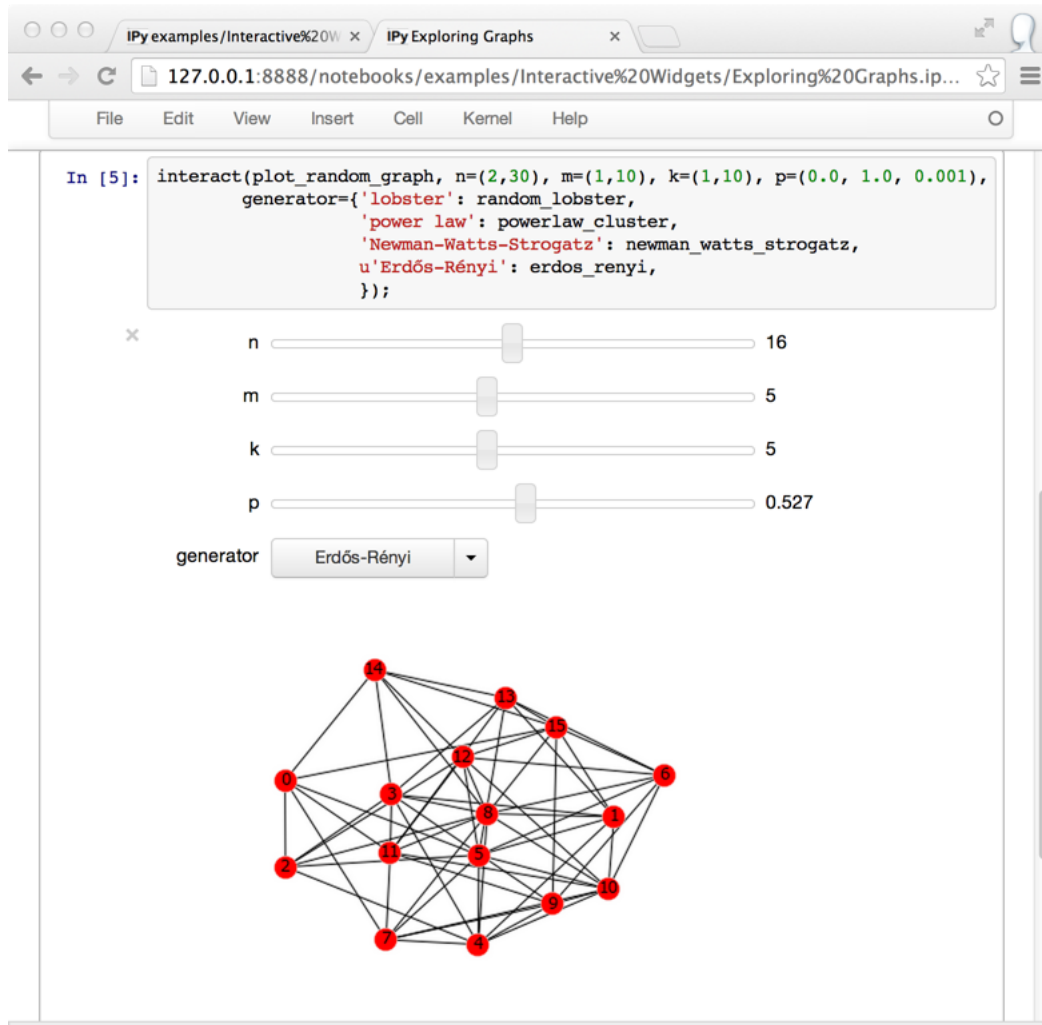 IPy examples/Interactive%20W × IPy Exploring Graphs ×
127.0.0.1:8888/notebooks/examples/Interactive%20Widgets/Exploring%20Graphs.ip...
File Edit View Insert Cell Kernel Help
In [5]: interact(plot_random_graph, n=(2,30), m=(1,10), k=(1,10), p=(0.0, 1.0, 0.001),
generator={'lobster': random_lobster,
'power law': powerlaw_cluster,
'Newman-Watts-Strogatz': newman_watts_strogatz,
u'Erdős-Rényi': erdos_renyi,
});
×
n 16
m 5
k 5
p 0.527
generator Erdős-Rényi
14
13
15
12
0 6
3
8 1
11 5
2
10
9
7 4